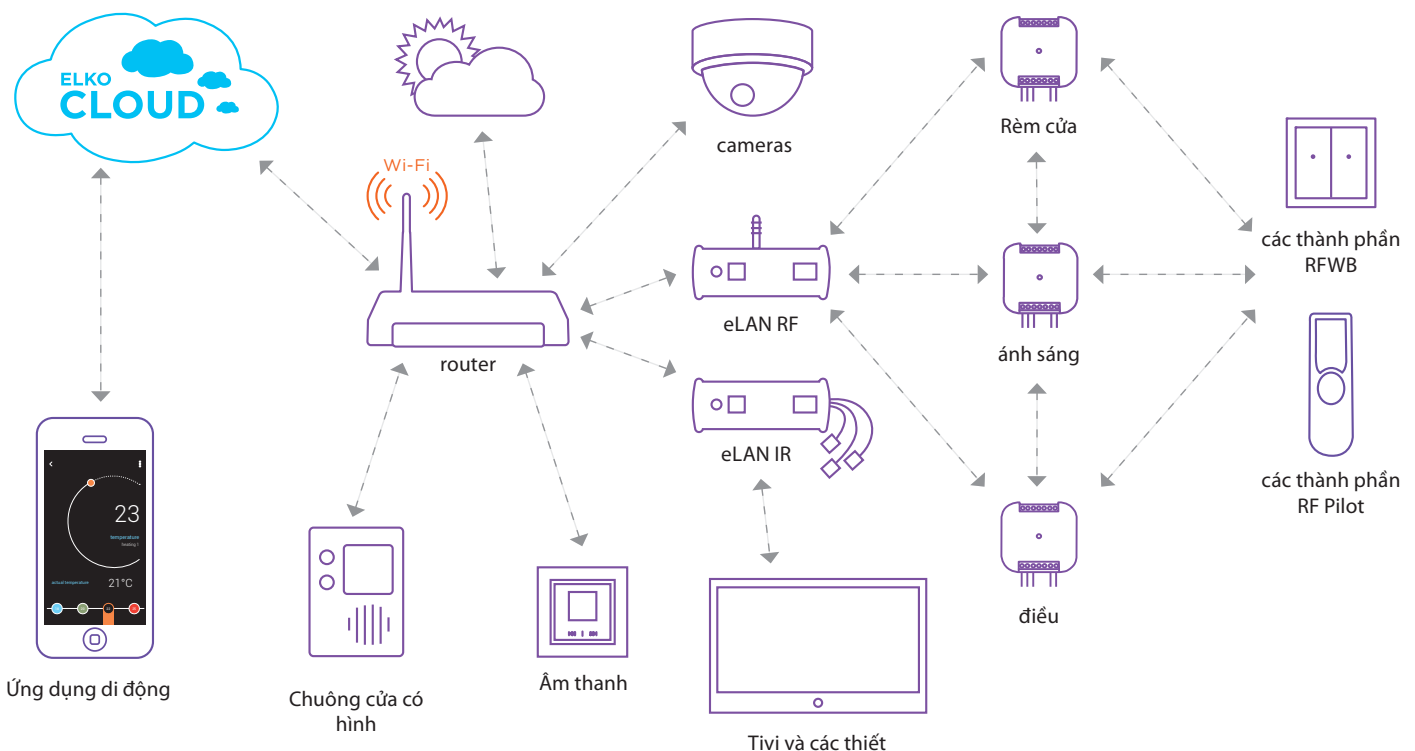 ELKO
CLOUD
Wi-Fi
cameras
Rèm cửa
các thành phần
RFWB
router
eLAN RF
ánh sáng
eLAN IR
các thành phần
RF Pilot
điều
23
temperature
heating 1
actual temperature
21°C
Ứng dụng di động
Chuông cửa có
hình
Âm thanh
Tivi và các thiết